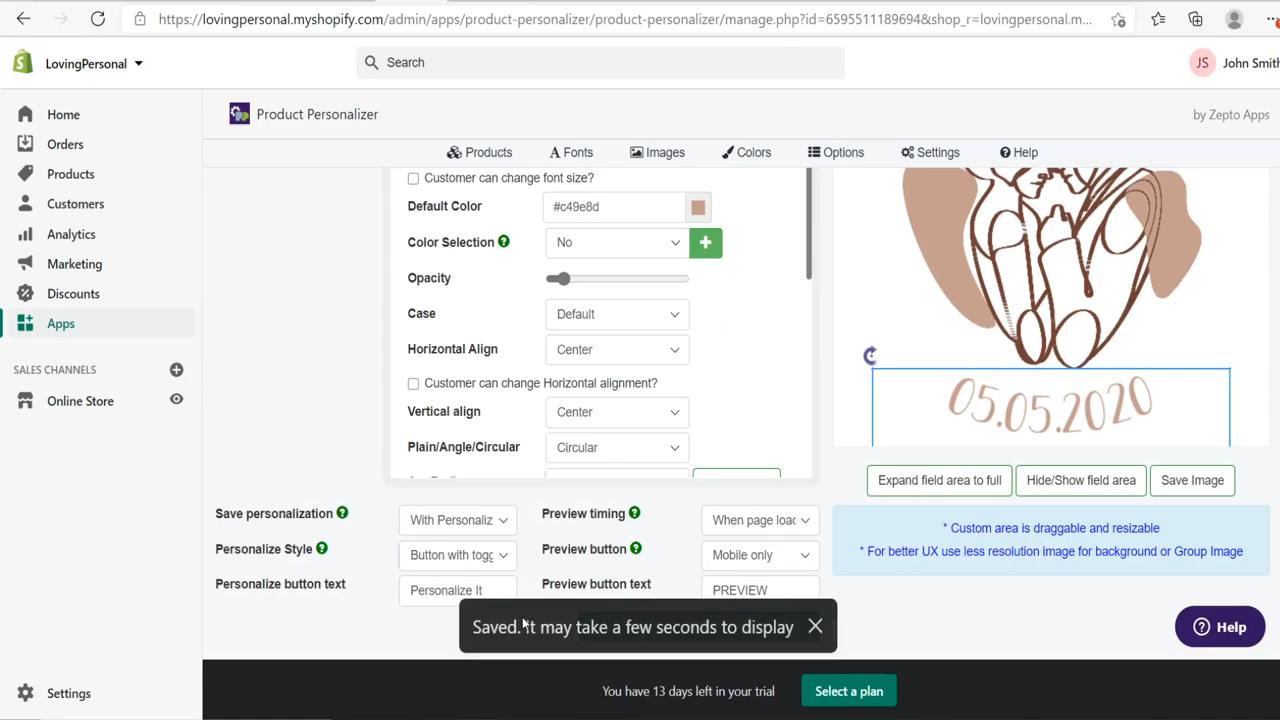 https://lovingpersonal.myshopify.com/admin/apps/product-personalizer/product-personalizer/manage.php?id=6595511189694&shop_r=lovingpersonal.m...
LovingPersonal
Search
JS John Smith
Home
Orders
Products
Customers
Analytics
Marketing
Discounts
Apps
SALES CHANNELS
Online Store
Settings
Product Personalizer
by Zepto Apps
Products Fonts Images Colors Options Settings Help
Customer can change font size?
Default Color #c49e8d
Color Selection No
Opacity
Case Default
Horizontal Align Center
Customer can change Horizontal alignment?
Vertical align Center
Plain/Angle/Circular Circular
05.05.2020
Expand field area to full Hide/Show field area Save Image
* Custom area is draggable and resizable
* For better UX use less resolution image for background or Group Image
Save personalization With Personaliz Preview timing When page loac
Personalize Style Button with togg Preview button Mobile only
Personalize button text Personalize It Preview button text PREVIEW
Saved. It may take a few seconds to display
Help
You have 13 days left in your trial Select a plan